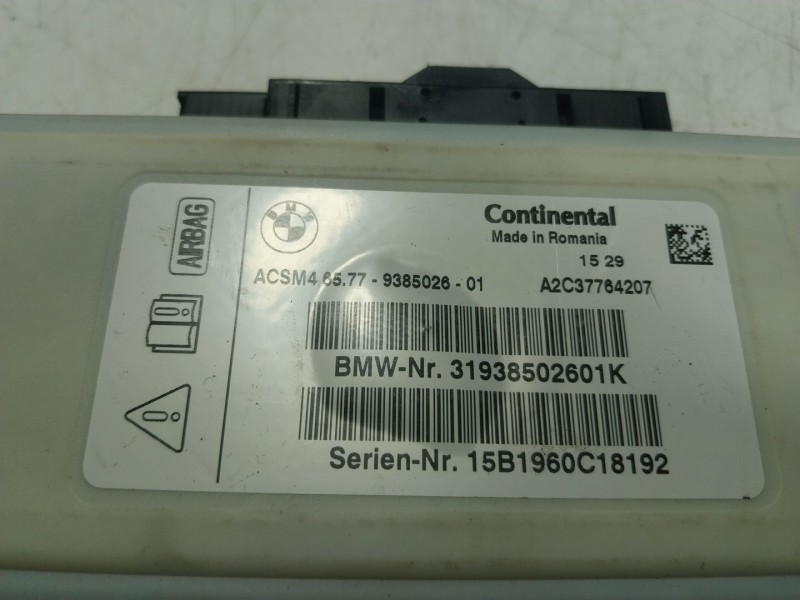 AIRBAG
BMW
Continental
Made in Romania
15 29
ACSM4 65.77 - 9385026 - 01 A2C37764207
BMW-Nr. 31938502601K
Serien-Nr. 15B1960C18192